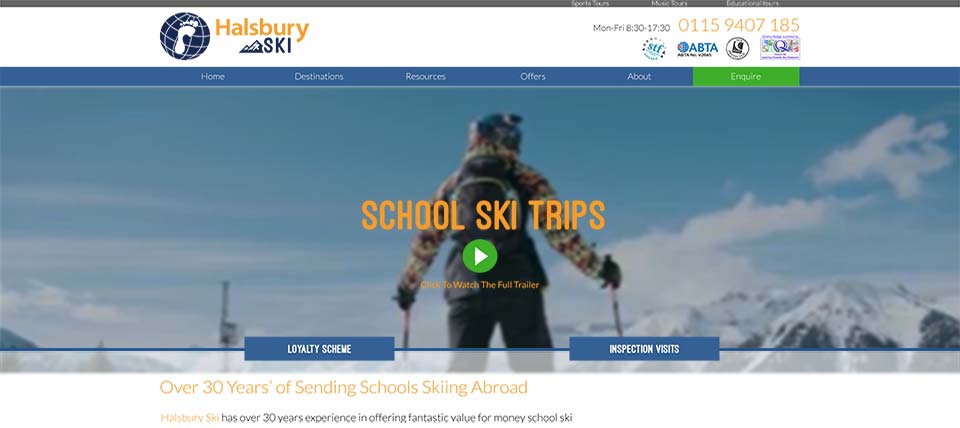 Sports Tours Music Tours Educational tours
Halsbury
SKI
Mon-Fri 8:30-17:30 0115 9407 185
stf
ABTA
ABTA No. V2645
Home Destinations Resources Offers About Enquire
SCHOOL SKI TRIPS
Click To Watch The Full Trailer
LOYALTY SCHEME INSPECTION VISITS
Over 30 Years’ of Sending Schools Skiing Abroad
Halsbury Ski has over 30 years experience in offering fantastic value for money school ski